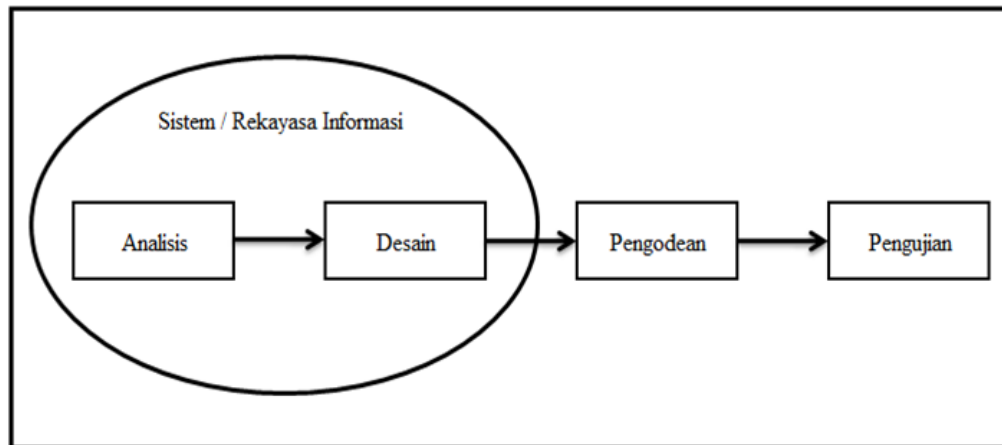 Sistem / Rekayasa Informasi
Analisis
Desain
Pengodean
Pengujian